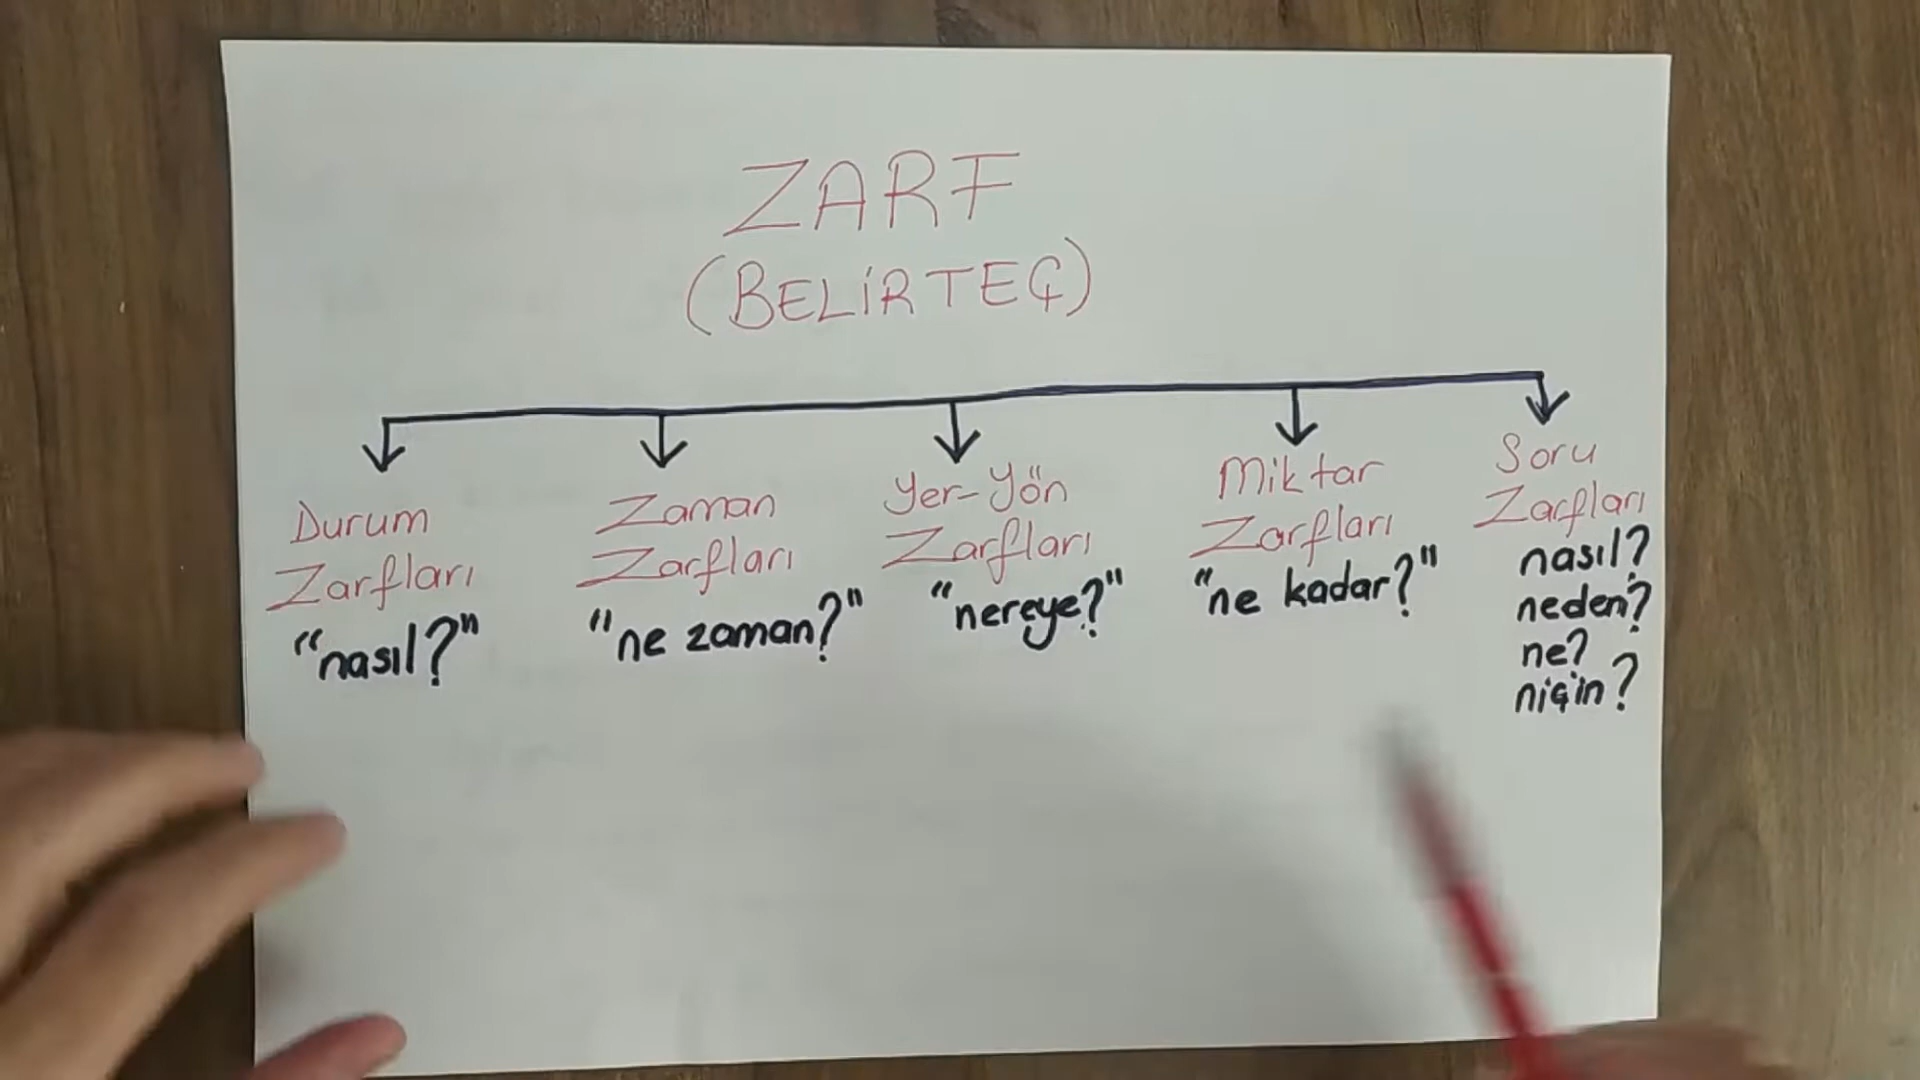 ZARF
(BELİRTEÇ)
Durum
Zarfları
"nasıl?"
Zaman
Zarfları
"ne zaman?"
Yer-Yön
Zarfları
"nereye?"
Miktar
Zarfları
"ne kadar?"
Soru
Zarfları
nasıl?
neden?
ne?
niçin?